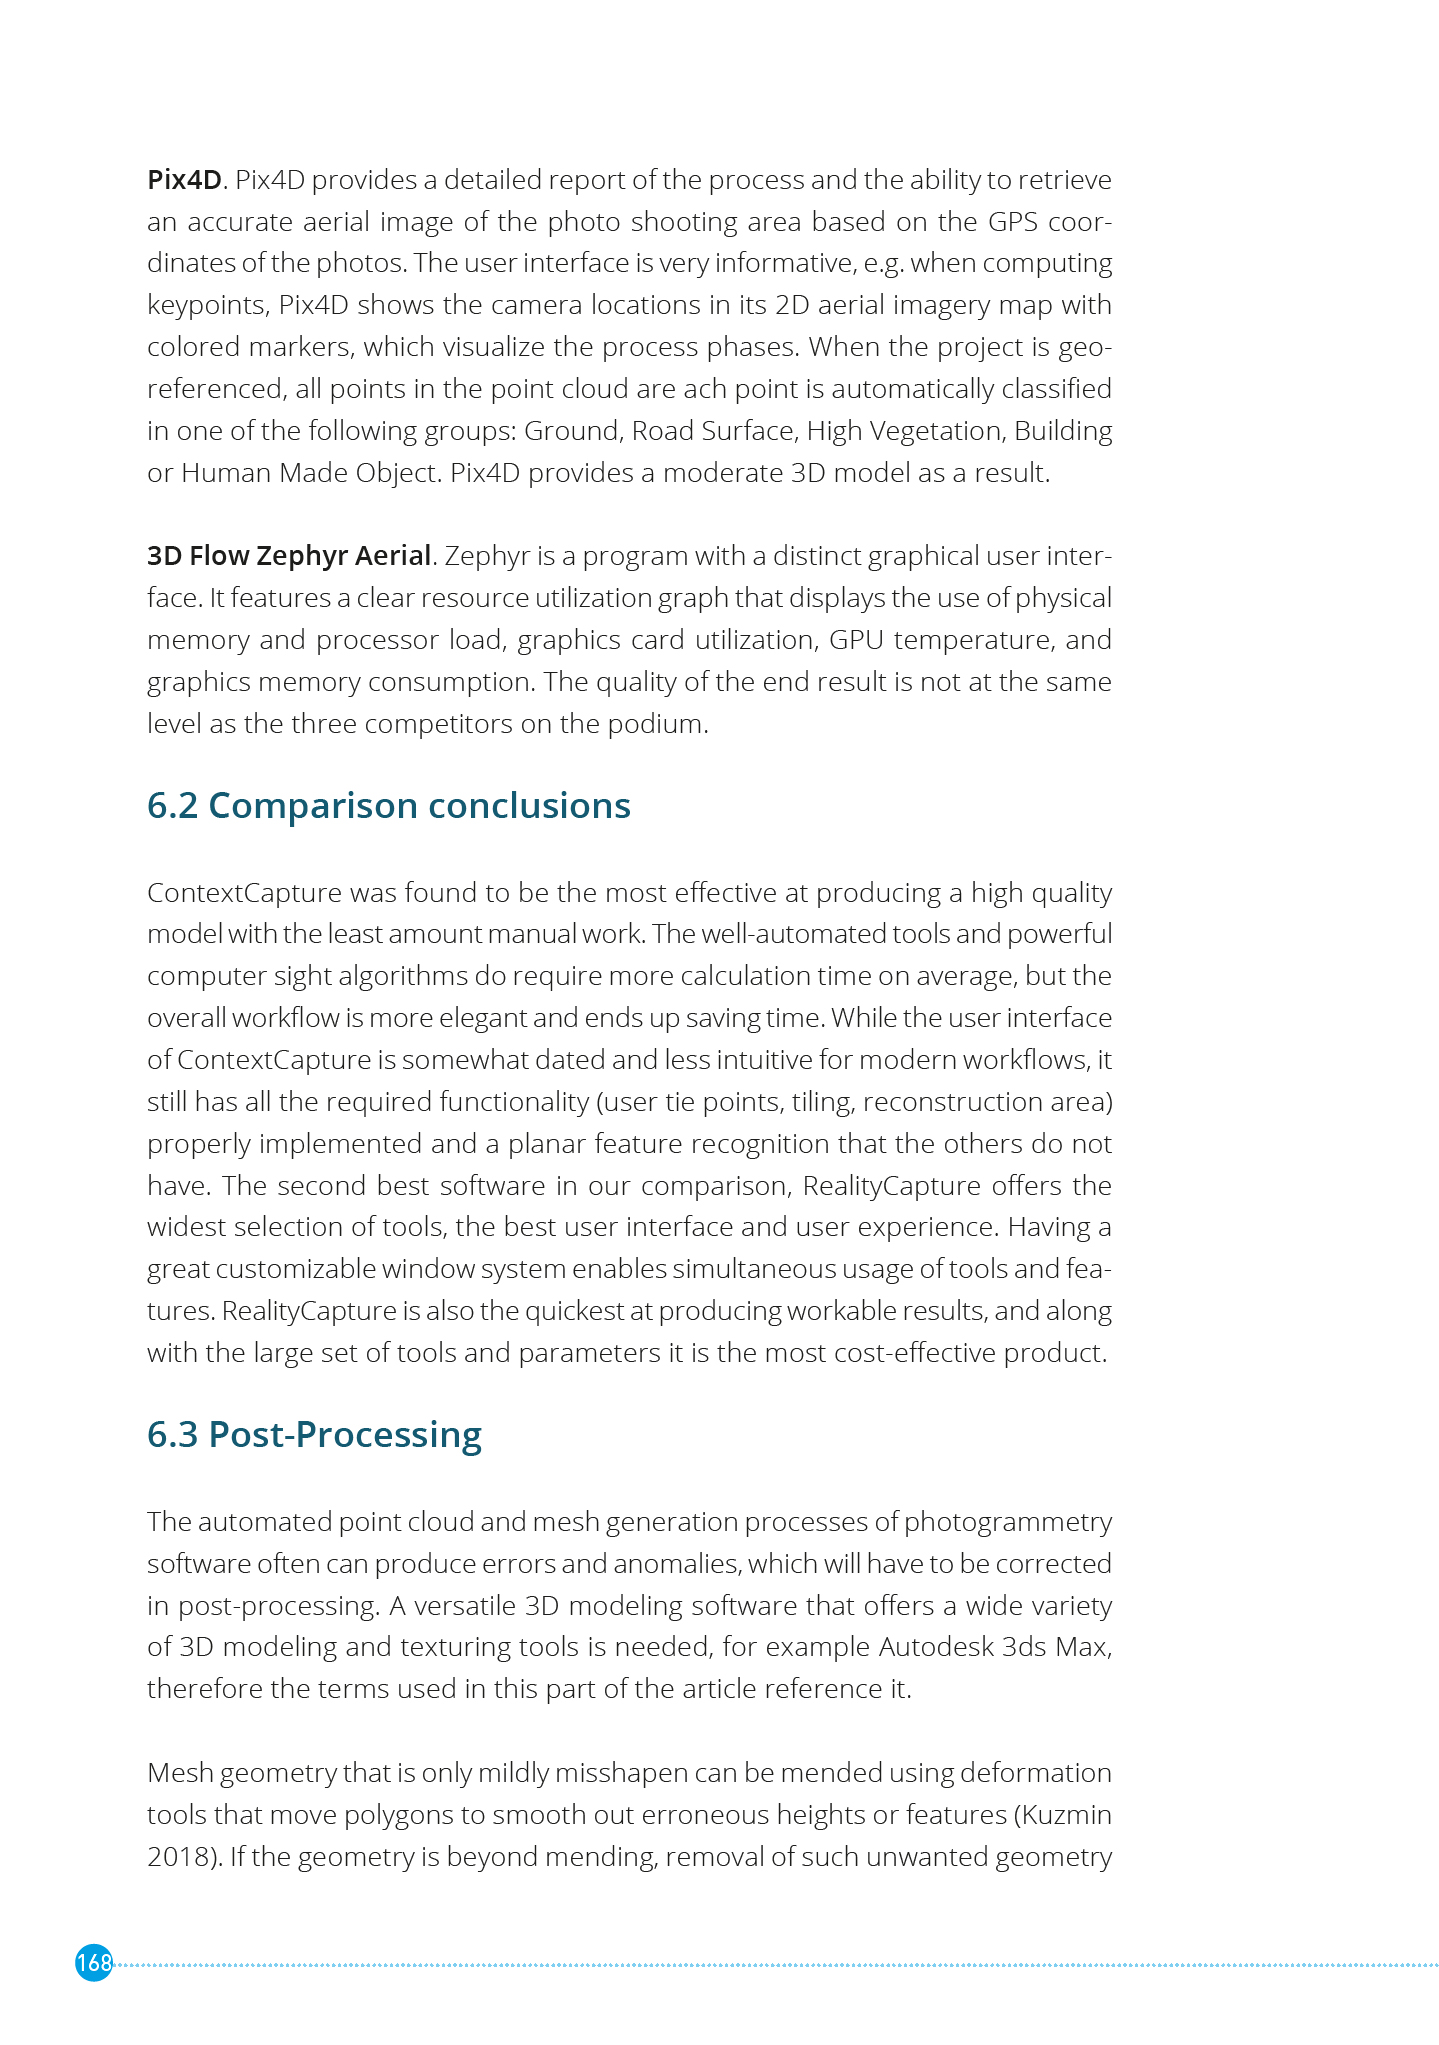 Pix4D. Pix4D provides a detailed report of the process and the ability to retrieve
an accurate aerial image of the photo shooting area based on the GPS coor-
dinates of the photos. The user interface is very informative, e.g. when computing
keypoints, Pix4D shows the camera locations in its 2D aerial imagery map with
colored markers, which visualize the process phases. When the project is geo-
referenced, all points in the point cloud are ach point is automatically classified
in one of the following groups: Ground, Road Surface, High Vegetation, Building
or Human Made Object. Pix4D provides a moderate 3D model as a result.
3D Flow Zephyr Aerial. Zephyr is a program with a distinct graphical user inter-
face. It features a clear resource utilization graph that displays the use of physical
memory and processor load, graphics card utilization, GPU temperature, and
graphics memory consumption. The quality of the end result is not at the same
level as the three competitors on the podium.
6.2 Comparison conclusions
ContextCapture was found to be the most effective at producing a high quality
model with the least amount manual work. The well-automated tools and powerful
computer sight algorithms do require more calculation time on average, but the
overall workflow is more elegant and ends up saving time. While the user interface
of ContextCapture is somewhat dated and less intuitive for modern workflows, it
still has all the required functionality (user tie points, tiling, reconstruction area)
properly implemented and a planar feature recognition that the others do not
have. The second best software in our comparison, RealityCapture offers the
widest selection of tools, the best user interface and user experience. Having a
great customizable window system enables simultaneous usage of tools and fea-
tures. RealityCapture is also the quickest at producing workable results, and along
with the large set of tools and parameters it is the most cost-effective product.
6.3 Post-Processing
The automated point cloud and mesh generation processes of photogrammetry
software often can produce errors and anomalies, which will have to be corrected
in post-processing. A versatile 3D modeling software that offers a wide variety
of 3D modeling and texturing tools is needed, for example Autodesk 3ds Max,
therefore the terms used in this part of the article reference it.
Mesh geometry that is only mildly misshapen can be mended using deformation
tools that move polygons to smooth out erroneous heights or features (Kuzmin
2018). If the geometry is beyond mending, removal of such unwanted geometry
168